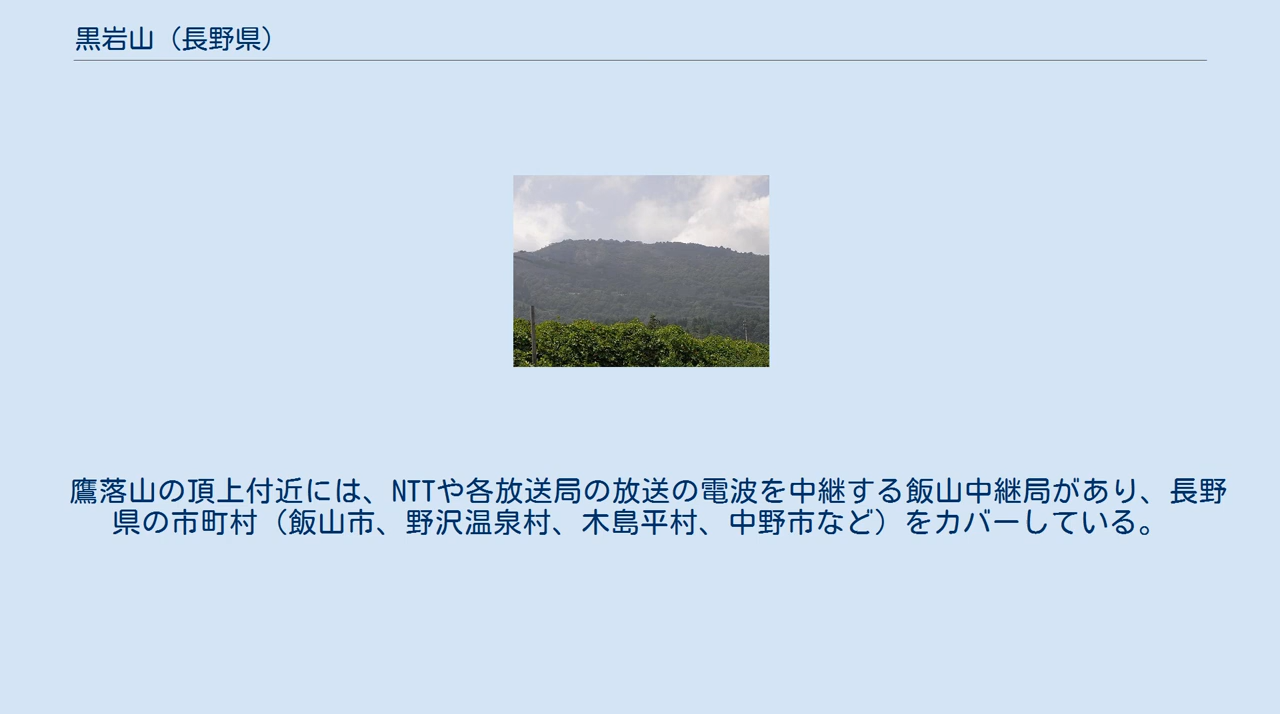 黒岩山（長野県）
鷹落山の頂上付近には、NTTや各放送局の放送の電波を中継する飯山中継局があり、長野
県の市町村（飯山市、野沢温泉村、木島平村、中野市など）をカバーしている。